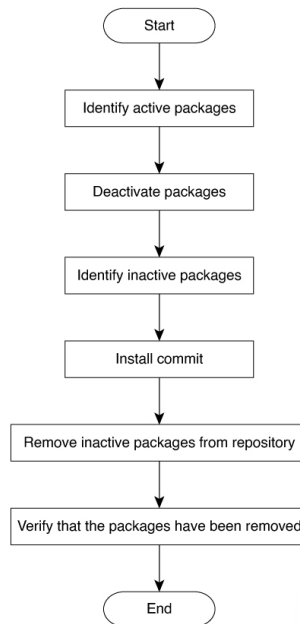 Start
Identify active packages
Deactivate packages
Identify inactive packages
Install commit
Remove inactive packages from repository
Verify that the packages have been removed
End